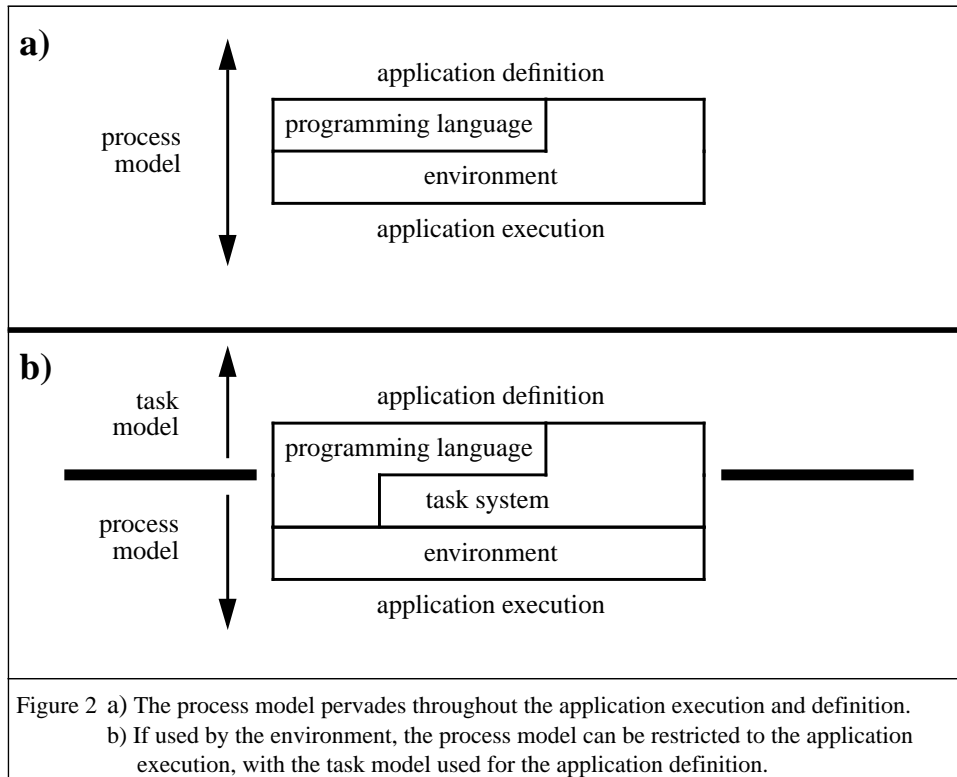 a)
application definition
programming language
process
model
environment
application execution
b)
task
model
application definition
programming language
task system
process
model
environment
application execution
Figure 2 a) The process model pervades throughout the application execution and definition.
b) If used by the environment, the process model can be restricted to the application
execution, with the task model used for the application definition.